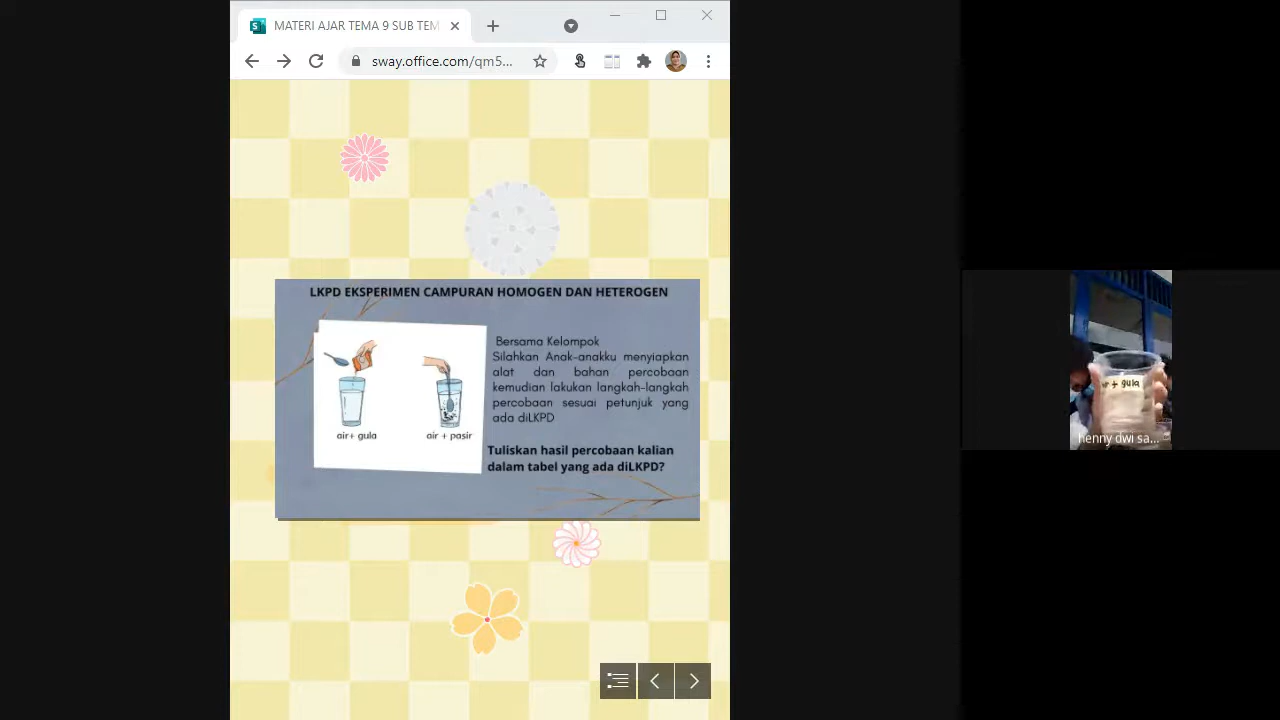 MATERI AJAR TEMA 9 SUB TEM
sway.office.com/qm5...
LKPD EKSPERIMEN CAMPURAN HOMOGEN DAN HETEROGEN
air+ gula
air + pasir
Bersama Kelompok
Silahkan Anak-anakku menyiapkan
alat dan bahan percobaan
kemudian lakukan langkah-langkah
percobaan sesuai petunjuk yang
ada diLKPD
Tuliskan hasil percobaan kalian
dalam tabel yang ada diLKPD?
+ gula
henny dwi sa...